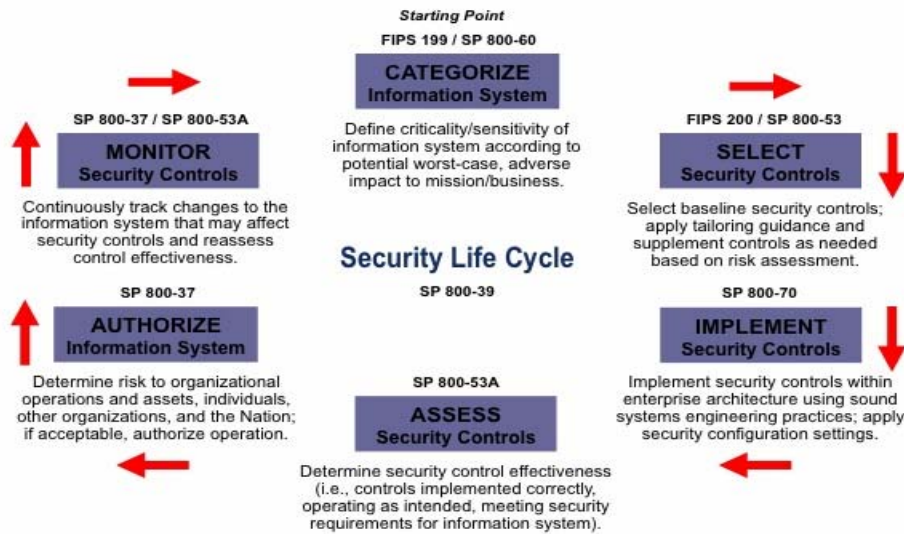 Starting Point
FIPS 199 / SP 800-60
CATEGORIZE
Information System
Define criticality/sensitivity of
information system according to
potential worst-case, adverse
impact to mission/business.
SP 800-37 / SP 800-53A
MONITOR
Security Controls
Continuously track changes to the
information system that may affect
security controls and reassess
control effectiveness.
FIPS 200 / SP 800-53
SELECT
Security Controls
Select baseline security controls;
apply tailoring guidance and
supplement controls as needed
based on risk assessment.
Security Life Cycle
SP 800-39
SP 800-37
AUTHORIZE
Information System
Determine risk to organizational
operations and assets, individuals,
other organizations, and the Nation;
if acceptable, authorize operation.
SP 800-70
IMPLEMENT
Security Controls
Implement security controls within
enterprise architecture using sound
systems engineering practices; apply
security configuration settings.
SP 800-53A
ASSESS
Security Controls
Determine security control effectiveness
(i.e., controls implemented correctly,
operating as intended, meeting security
requirements for information system).